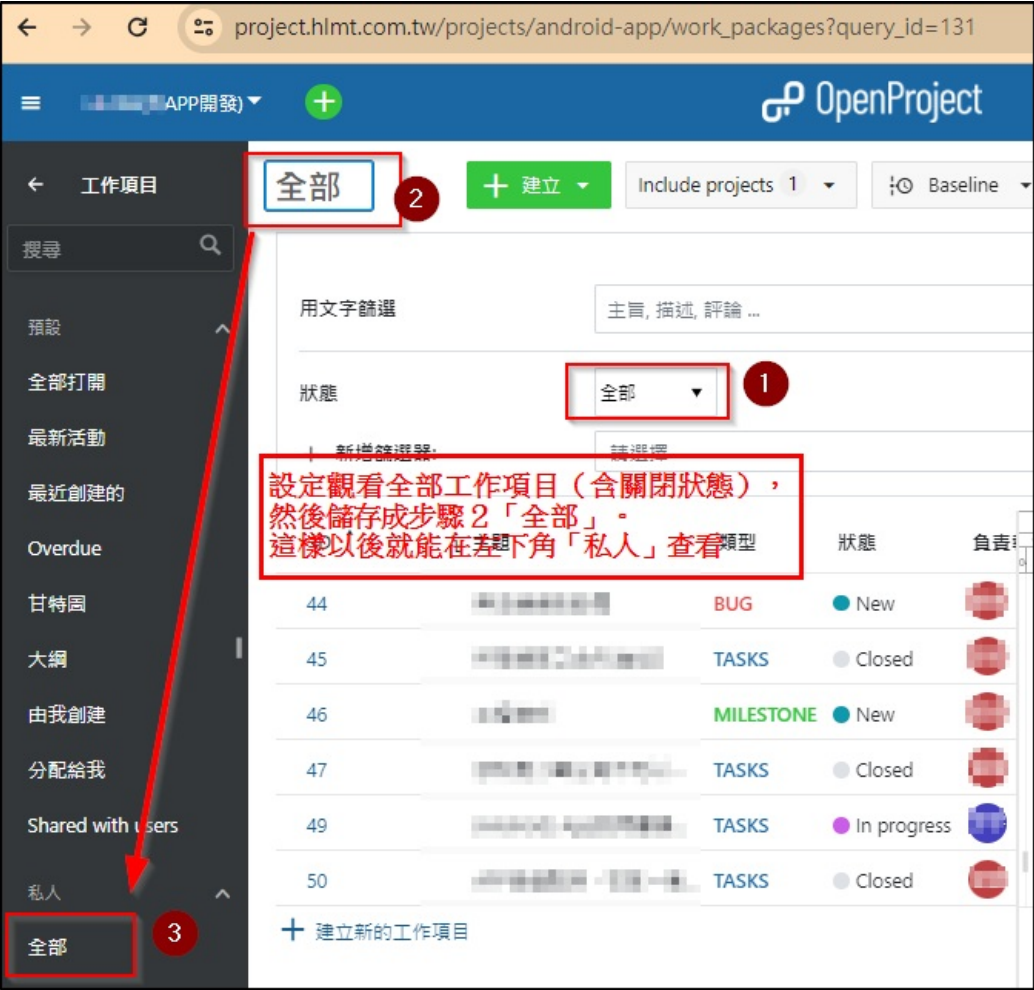 project.hlmt.com.tw/projects/android-app/work_packages?query_id=131
APP開發)
OpenProject
工作項目
全部
2
建立
Include projects 1
Baseline
搜尋
用文字篩選
主旨, 描述, 評論 ...
預設
全部打開
狀態
全部
1
最新活動
新增篩選器:
請選擇
設定觀看全部工作項目（含關閉狀態），
然後儲存成步驟２「全部」。
這樣以後就能在左下角「私人」查看
最近創建的
Overdue
主題
類型
狀態
負責
甘特圖
44
BUG
New
大綱
45
TASKS
Closed
由我創建
46
MILESTONE
New
分配給我
47
TASKS
Closed
Shared with users
49
TASKS
In progress
私人
50
TASKS
Closed
全部
3
建立新的工作項目